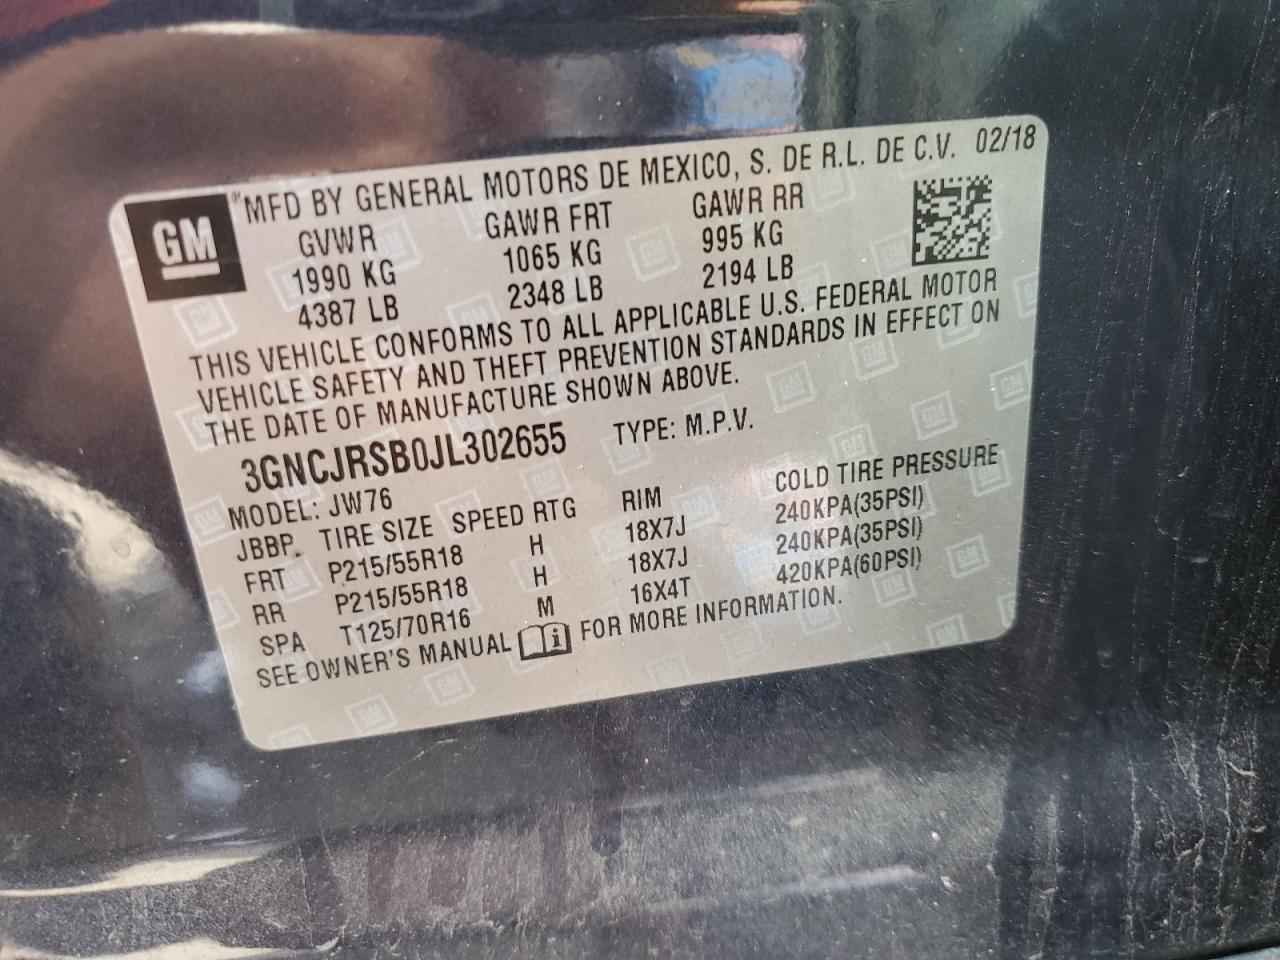 GM
"MFD BY GENERAL MOTORS DE MEXICO, S. DE R.L. DE C.V. 02/18
GVWR GAWR FRT GAWR RR
1990 KG 1065 KG 995 KG
4387 LB 2348 LB 2194 LB
THIS VEHICLE CONFORMS TO ALL APPLICABLE U.S. FEDERAL MOTOR
VEHICLE SAFETY AND THEFT PREVENTION STANDARDS IN EFFECT ON
THE DATE OF MANUFACTURE SHOWN ABOVE.
3GNCJRSB0JL302655 TYPE: M.P.V.
MODEL: JW76
JBBP. TIRE SIZE SPEED RTG RIM COLD TIRE PRESSURE
FRT P215/55R18 H 18X7J 240KPA(35PSI)
RR P215/55R18 H 18X7J 240KPA(35PSI)
SPA T125/70R16 M 16X4T 420KPA(60PSI)
SEE OWNER'S MANUAL i FOR MORE INFORMATION.